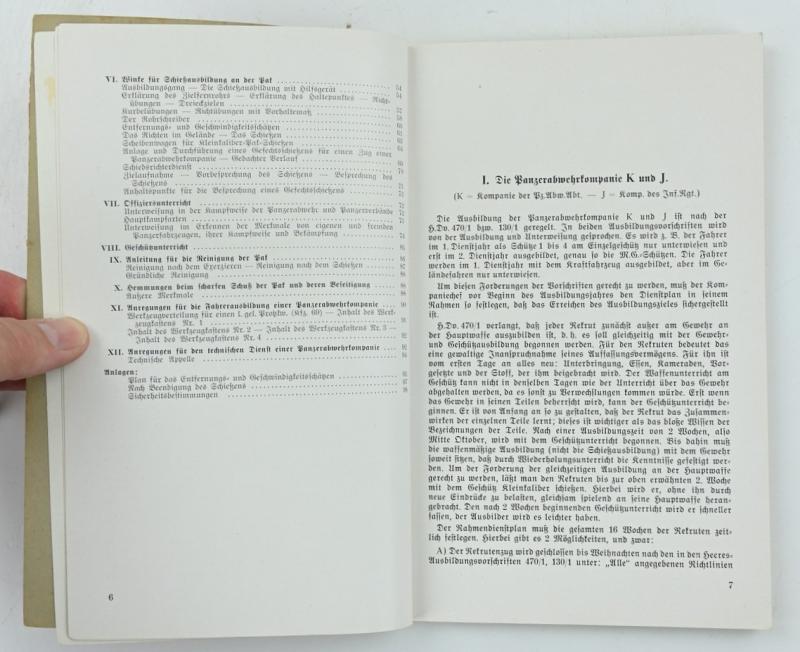 VI. Winke für Schießausbildung an der Pak
Ausbildungsgang — Die Schießausbildung mit Hilfsgerät 54
Erklärung des Zielfernrohrs — Erklärung des Haltepunktes — Richt-
übungen — Dreieckzielen
Kurbelübungen — Richtübungen mit Vorhaltemaß
Der Rohrschreiber
Entfernungs- und Geschwindigkeitschätzen
Das Richten im Gelände — Das Schießen
Scheibenwagen für Kleinkaliber-Pak-Schießen
Anlage und Durchführung eines Gefechtsschießens für einen Zug einer
Panzerabwehrkompanie — Gedachter Verlauf
Schiedsrichterdienst
Zielaufnahme — Vorbesprechung des Schießens — Besprechung des
Schießens
Anhaltspunkte für die Besprechung eines Gefechtsschießens
VII. Offiziersunterricht
Unterweisung in der Kampfweise der Panzerabwehr und Panzerverbände
Hauptkampfarten
Unterweisung im Erkennen der Merkmale von eigenen und fremden
Panzerfahrzeugen, ihrer Kampfweise und Bekämpfung
VIII. Geschützunterricht
IX. Anleitung für die Reinigung der Pak
Reinigung nach dem Exerzieren — Reinigung nach dem Schießen
Gründliche Reinigung
X. Hemmungen beim scharfen Schuß der Pak und deren Beseitigung
Äußere Merkmale
XI. Anregungen für die Fahrerausbildung einer Panzerabwehrkompanie
Werkzeugverteilung für einen l. gel. Protzkw. (Kfz. 69) — Inhalt des Werk-
zeugkastens Nr. 1
Inhalt des Werkzeugkastens Nr. 2 — Inhalt des Werkzeugkastens Nr. 3 —
Inhalt des Werkzeugkastens Nr. 4
XII. Anregungen für den technischen Dienst einer Panzerabwehrkompanie
Technische Appelle
Anlagen:
Plan für das Entfernungs- und Geschwindigkeitschätzen
Nach Beendigung des Schießens
Sicherheitsbestimmungen
6
I. Die Panzerabwehrkompanie K und J.
(K = Kompanie der Pz.Abw.Abt. — J = Komp. des Inf.Rgt.)
Die Ausbildung der Panzerabwehrkompanie K und J ist nach der
H.Dv. 470/1 bzw. 130/1 geregelt. In beiden Ausbildungsvorschriften wird
von der Ausbildung und Unterweisung gesprochen. Es wird z. B. der Fahrer
im 1. Dienstjahr als Schütze 1 bis 4 am Einzelgeschütz nur unterwiesen und
erst im 2. Dienstjahr ausgebildet, genau so die M.G.-Schützen. Die Fahrer
werden im 1. Dienstjahr mit dem Kraftfahrzeug ausgebildet, aber im Ge-
ländefahren nur unterwiesen.
Um diesen Forderungen der Vorschriften gerecht zu werden, muß der Kom-
paniechef vor Beginn des Ausbildungsjahres den Dienstplan in seinem
Rahmen so festlegen, daß das Erreichen des Ausbildungszieles sichergestellt
ist.
H.Dv. 470/1 verlangt, daß jeder Rekrut zunächst außer am Gewehr an
der Hauptwaffe auszubilden ist, d. h. es soll gleichzeitig mit der Gewehr-
und Geschützausbildung begonnen werden. Für den Rekruten bedeutet das
eine gewaltige Inanspruchnahme seines Auffassungsvermögens. Für ihn ist
vom ersten Tage an alles neu: Unterbringung, Essen, Kameraden, Vor-
gesetzte und der Stoff, der ihm beigebracht wird. Der Waffenunterricht am
Geschütz kann nicht in denselben Tagen wie der Unterricht über das Gewehr
abgehalten werden, da es sonst zu Verwechslungen kommen würde. Erst wenn
das Gewehr in seinen Teilen beherrscht wird, kann der Geschützunterricht be-
ginnen. Er ist von Anfang an so zu gestalten, daß der Rekrut das Zusammen-
wirken der einzelnen Teile lernt; dieses ist wichtiger als das bloße Wissen der
Bezeichnungen der Teile. Nach einer Ausbildungszeit von 2 Wochen, also
Mitte Oktober, wird mit dem Geschützunterricht begonnen. Bis dahin muß
die waffenmäßige Ausbildung (nicht die Schießausbildung) mit dem Gewehr
soweit sitzen, daß durch Wiederholungsunterricht die Kenntnisse gefestigt wer-
den. Um der Forderung der gleichzeitigen Ausbildung an der Hauptwaffe
gerecht zu werden, läßt man den Rekruten bis zur oben erwähnten 2. Woche
mit dem Geschütz Kleinkaliber schießen. Hierbei wird er, ohne ihn durch
neue Eindrücke zu belasten, gleichsam spielend an seine Hauptwaffe heran-
gebracht. Den nach 2 Wochen beginnenden Geschützunterricht wird er schneller
fassen, der Ausbilder wird es leichter haben.
Der Rahmendienstplan muß die gesamten 16 Wochen der Rekruten zeit-
lich festlegen. Hierbei gibt es 2 Möglichkeiten, und zwar:
A) Der Rekrutenzug wird geschlossen bis Weihnachten nach den in den Heeres-
Ausbildungsvorschriften 470/1, 130/1 unter: „Alle“ angegebenen Richtlinien
7